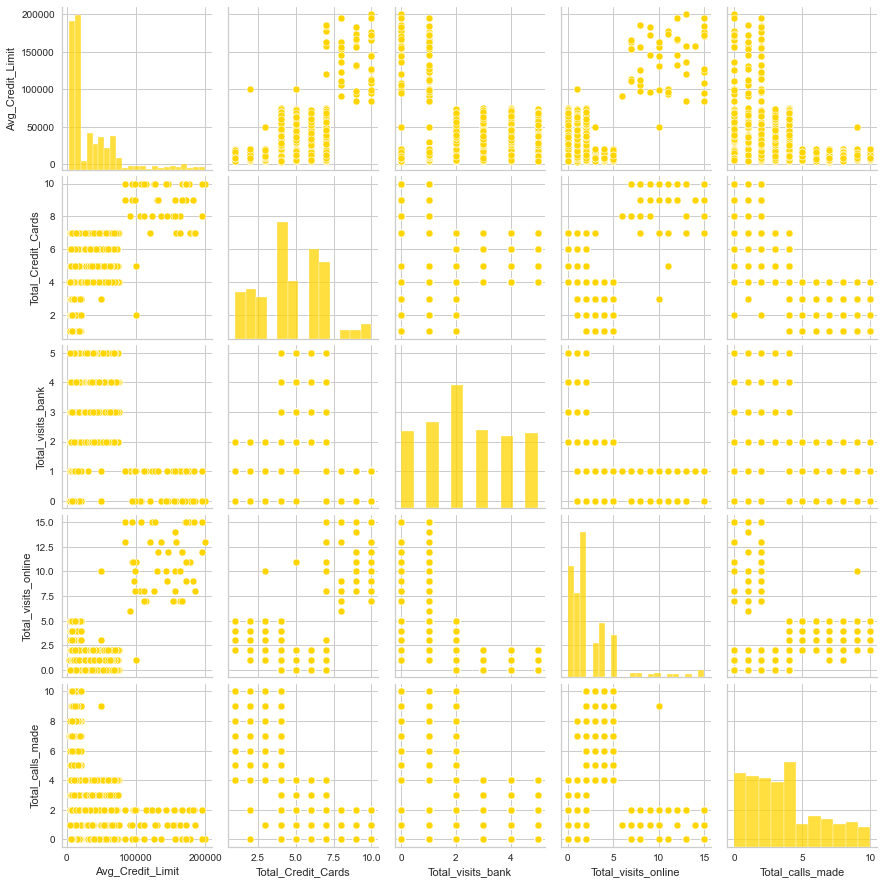 200000
150000
100000
50000
0
Avg_Credit_Limit
10
8
6
4
2
Total_Credit_Cards
5
4
3
2
1
0
Total_visits_bank
15.0
12.5
10.0
7.5
5.0
2.5
0.0
Total_visits_online
10
8
6
4
2
0
Total_calls_made
0 100000 200000
Avg_Credit_Limit
2.5 5.0 7.5 10.0
Total_Credit_Cards
0 2 4
Total_visits_bank
0 5 10 15
Total_visits_online
0 5 10
Total_calls_made